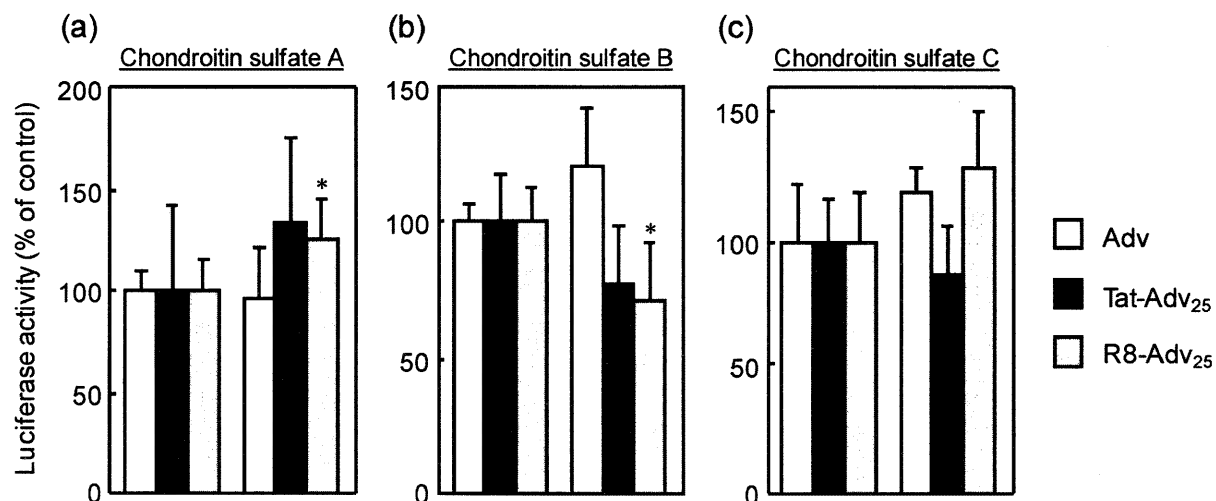 (a)
Chondroitin sulfate A
(b)
Chondroitin sulfate B
(c)
Chondroitin sulfate C
Luciferase activity (% of control)
200
150
100
50
0
*
150
100
50
0
*
150
100
50
0
Adv
Tat-Adv25
R8-Adv25